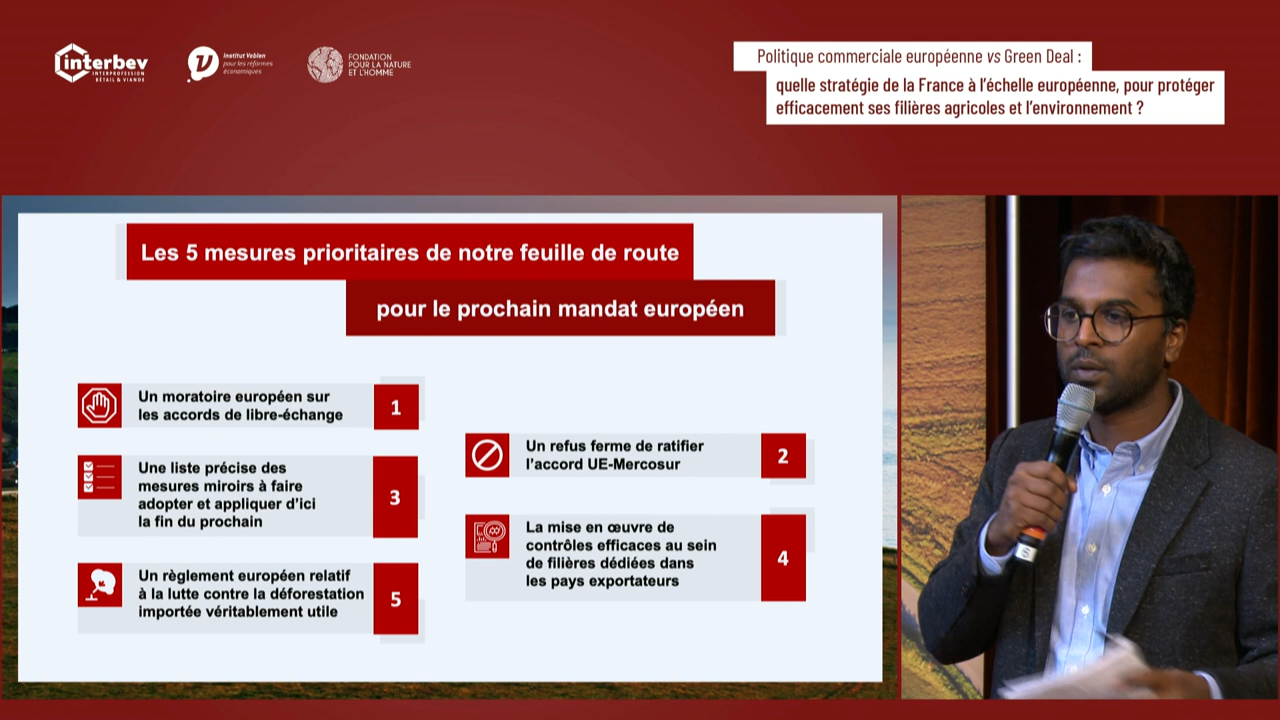 interbev
INTERPROFESSION
BÉTAIL & VIANDE
Institut Veblen
pour les réformes
économiques
FONDATION
POUR LA NATURE
ET L'HOMME
Politique commerciale européenne vs Green Deal :
quelle stratégie de la France à l'échelle européenne, pour protéger
efficacement ses filières agricoles et l'environnement ?
Les 5 mesures prioritaires de notre feuille de route
pour le prochain mandat européen
Un moratoire européen sur
les accords de libre-échange
1
Un refus ferme de ratifier
l'accord UE-Mercosur
2
Une liste précise des
mesures miroirs à faire
adopter et appliquer d'ici
la fin du prochain
3
La mise en œuvre de
contrôles efficaces au sein
de filières dédiées dans
les pays exportateurs
4
Un règlement européen relatif
à la lutte contre la déforestation
importée véritablement utile
5